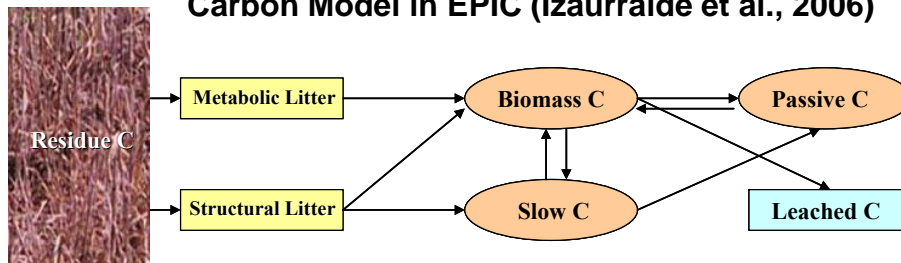 Carbon Model in EPIC (Izaurralde et al., 2006)
Metabolic Litter
Biomass C
Passive C
Residue C
Structural Litter
Slow C
Leached C